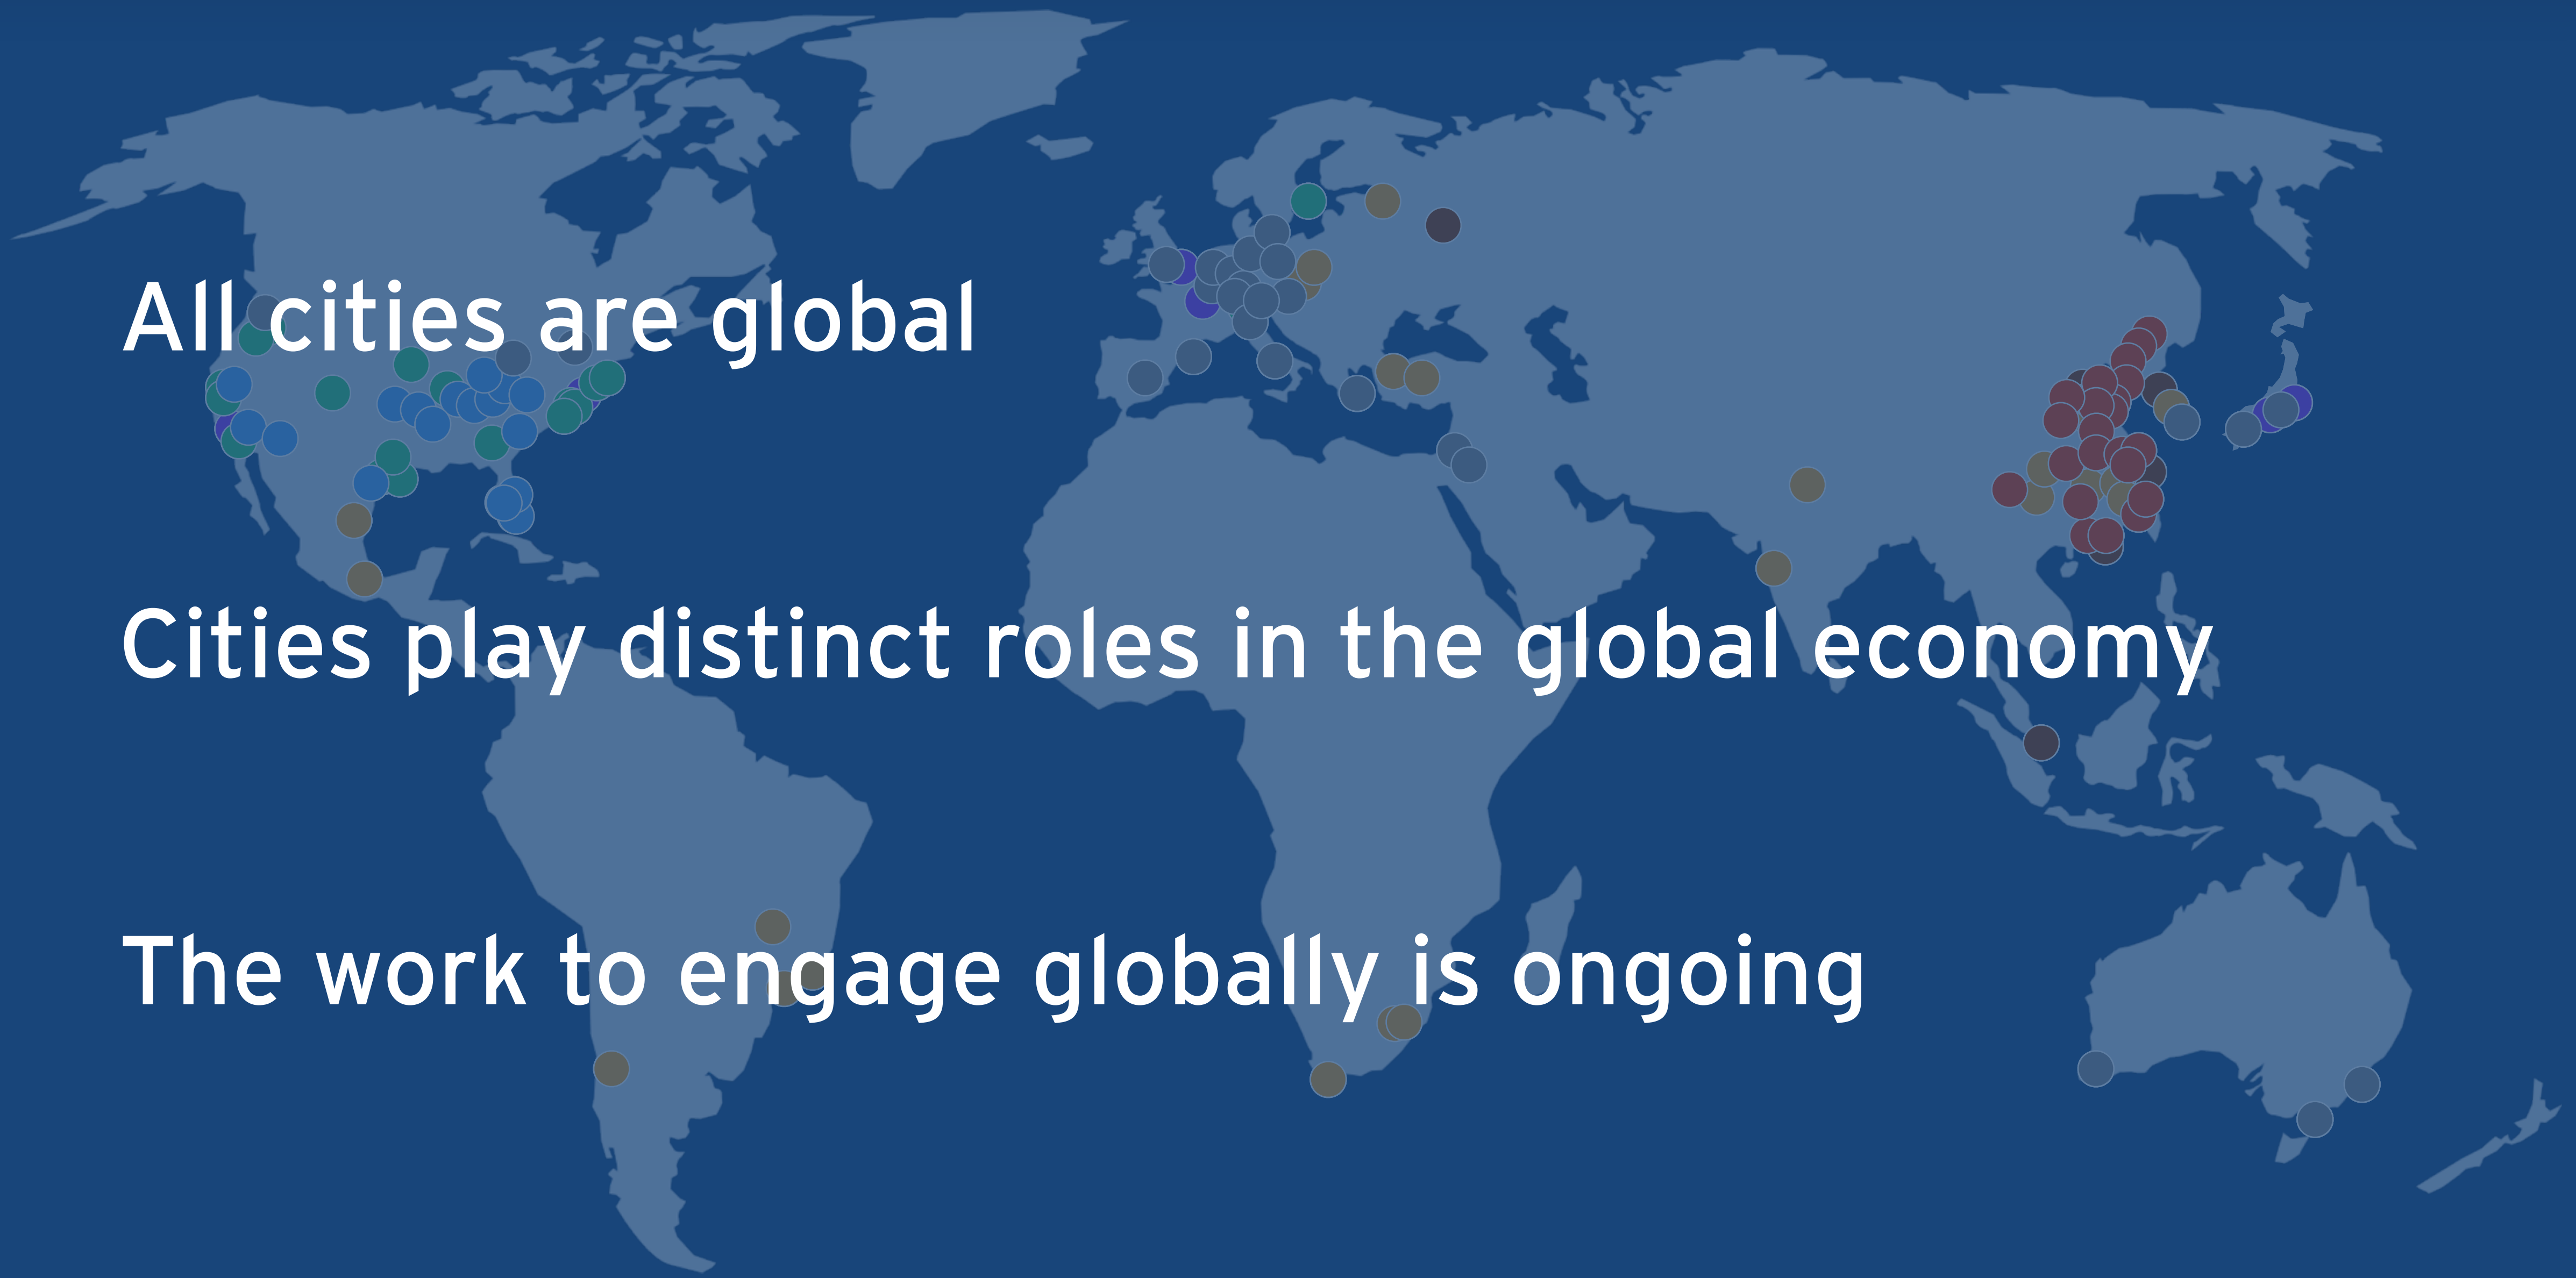 All cities are global
Cities play distinct roles in the global economy
The work to engage globally is ongoing